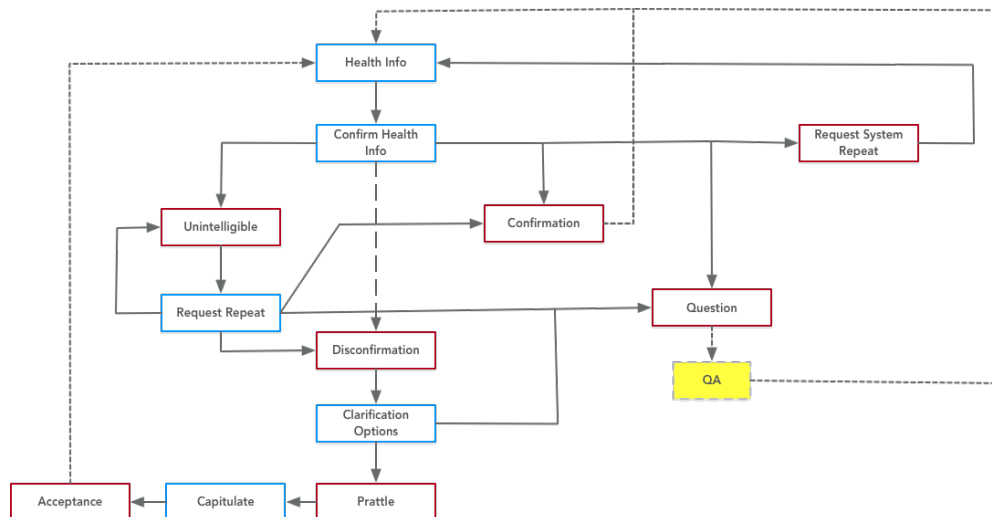 Health Info
Confirm Health
Info
Request System
Repeat
Unintelligible
Confirmation
Request Repeat
Question
Disconfirmation
QA
Clarification
Options
Acceptance
Capitulate
Prattle